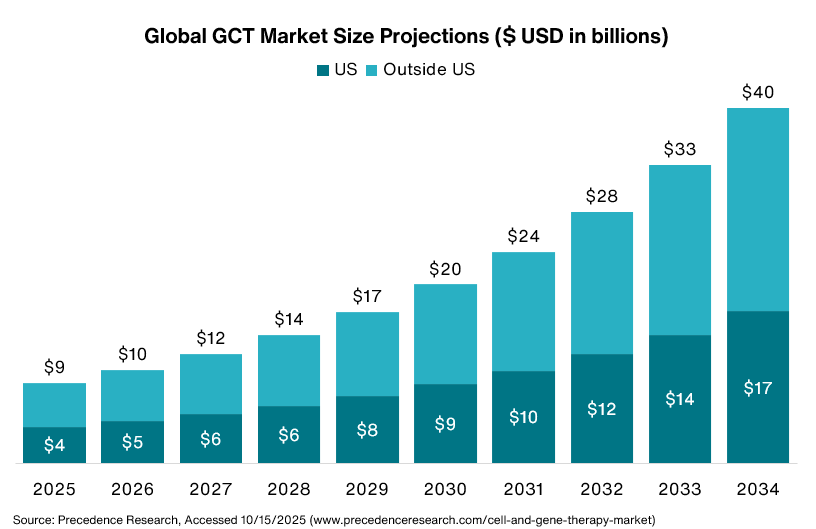 Global GCT Market Size Projections ($ USD in billions)
US Outside US
$9 $10 $12 $14 $17 $20 $24 $28 $33 $40
$4 $5 $6 $6 $8 $9 $10 $12 $14 $17
2025 2026 2027 2028 2029 2030 2031 2032 2033 2034
Source: Precedence Research, Accessed 10/15/2025 (www.precedenceresearch.com/cell-and-gene-therapy-market)